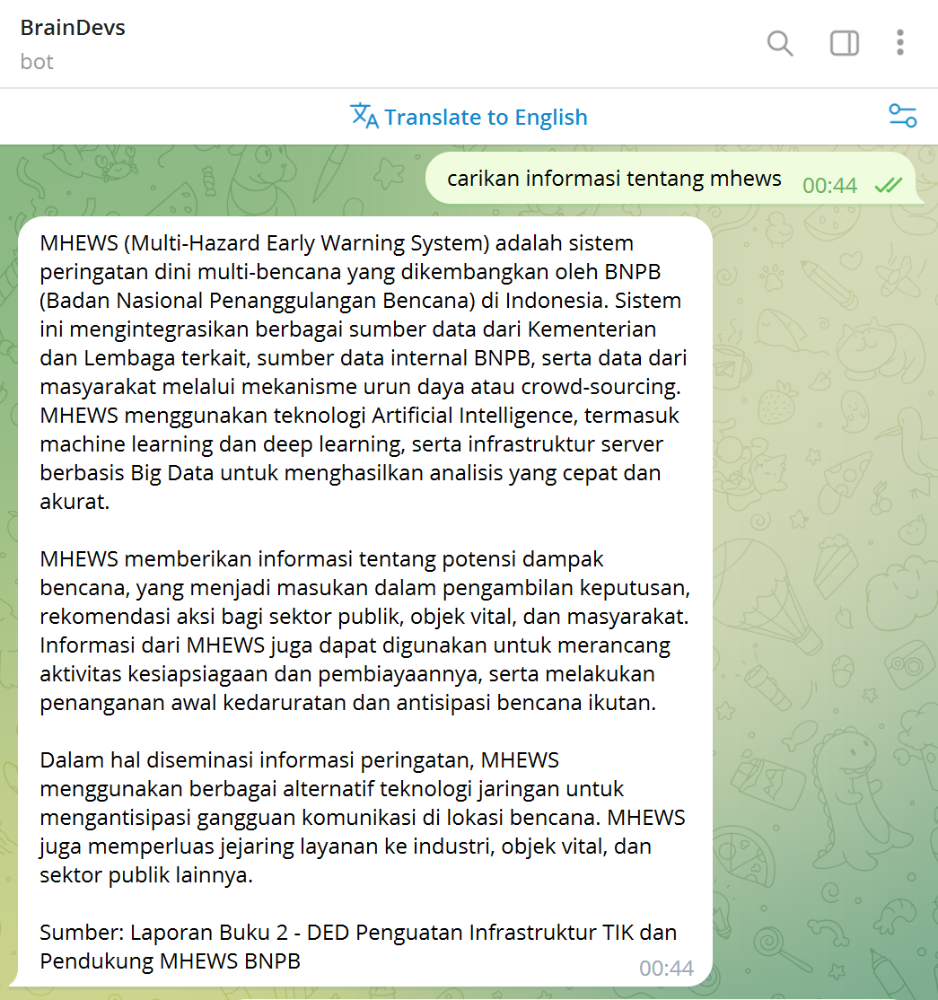 BrainDevs
bot
Translate to English
carikan informasi tentang mhews 00:44
MHEWS (Multi-Hazard Early Warning System) adalah sistem
peringatan dini multi-bencana yang dikembangkan oleh BNPB
(Badan Nasional Penanggulangan Bencana) di Indonesia. Sistem
ini mengintegrasikan berbagai sumber data dari Kementerian
dan Lembaga terkait, sumber data internal BNPB, serta data dari
masyarakat melalui mekanisme urun daya atau crowd-sourcing.
MHEWS menggunakan teknologi Artificial Intelligence, termasuk
machine learning dan deep learning, serta infrastruktur server
berbasis Big Data untuk menghasilkan analisis yang cepat dan
akurat.
MHEWS memberikan informasi tentang potensi dampak
bencana, yang menjadi masukan dalam pengambilan keputusan,
rekomendasi aksi bagi sektor publik, objek vital, dan masyarakat.
Informasi dari MHEWS juga dapat digunakan untuk merancang
aktivitas kesiapsiagaan dan pembiayaannya, serta melakukan
penanganan awal kedaruratan dan antisipasi bencana ikutan.
Dalam hal diseminasi informasi peringatan, MHEWS
menggunakan berbagai alternatif teknologi jaringan untuk
mengantisipasi gangguan komunikasi di lokasi bencana. MHEWS
juga memperluas jejaring layanan ke industri, objek vital, dan
sektor publik lainnya.
Sumber: Laporan Buku 2 - DED Penguatan Infrastruktur TIK dan
Pendukung MHEWS BNPB
00:44